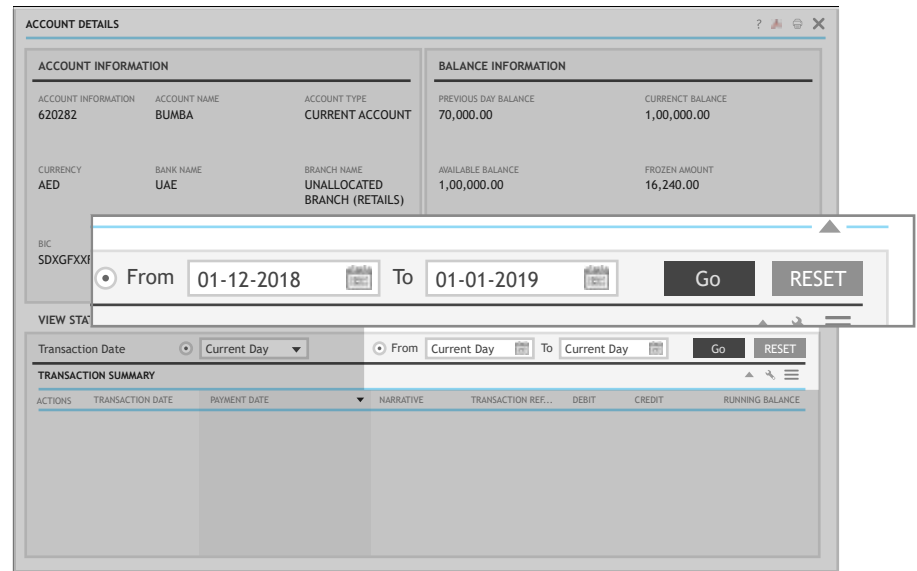 ACCOUNT DETAILS ?
ACCOUNT INFORMATION
ACCOUNT INFORMATION ACCOUNT NAME ACCOUNT TYPE
620282 BUMBA CURRENT ACCOUNT
CURRENCY BANK NAME BRANCH NAME
AED UAE UNALLOCATED
BRANCH (RETAILS)
BIC
BALANCE INFORMATION
PREVIOUS DAY BALANCE CURRENCT BALANCE
70,000.00 1,00,000.00
AVAILABLE BALANCE FROZEN AMOUNT
1,00,000.00 16,240.00
From 01-12-2018 To 01-01-2019 Go RESET
VIEW
Transaction Date Current Day From Current Day To Current Day Go RESET
TRANSACTION SUMMARY
ACTIONS TRANSACTION DATE PAYMENT DATE NARRATIVE TRANSACTION REF... DEBIT CREDIT RUNNING BALANCE